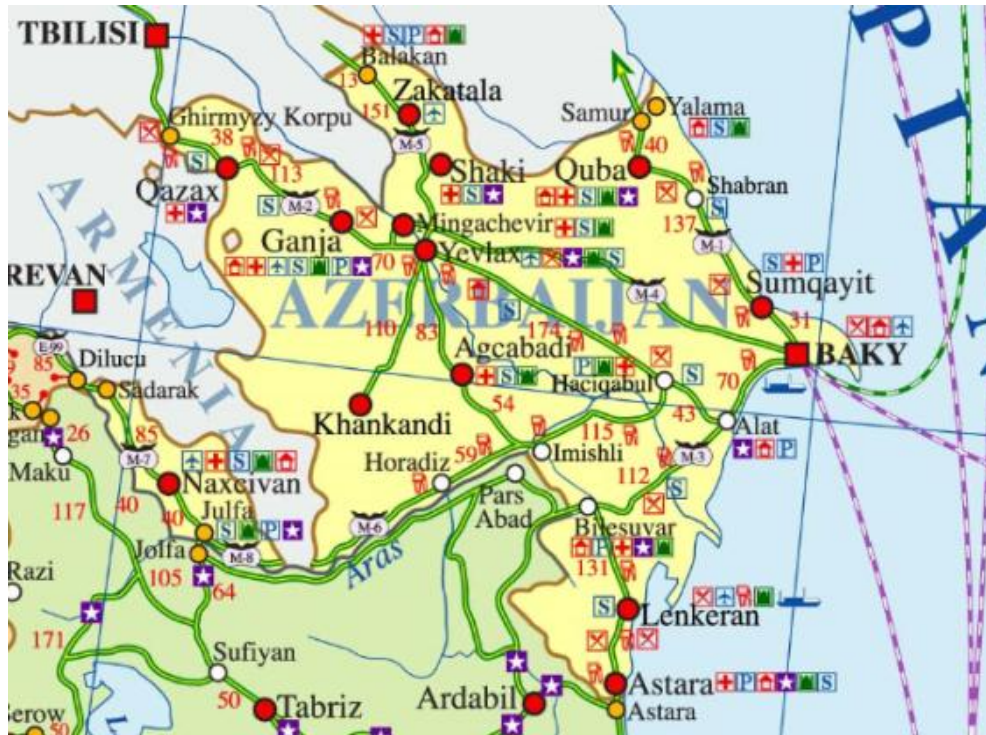 TBILISI
Balakan
13
Zakatala
151
M-5
Samur
Yalama
Ghirmyzy Korpu
38
113
40
Quba
Shaki
Shabran
Qazax
M-2
Mingachevir
137
M-1
Ganja
Yevlax
70
M-4
Sumqayit
31
AZERBAIJAN
ARMENIA
REVAN
110
83
174
BAKY
70
E-99
85
Dilucu
Sadarak
35
Agcabadi
Haciqabul
43
Alat
54
Khankandi
26
gan
Maku
85
M-7
115
Imishli
M-3
59
Horadiz
112
Naxcivan
Pars
Abad
117
40
40
Julfa
M-6
Bilesuvar
Jolfa
M-8
Aras
131
105
64
Razi
Lenkeran
171
Sufiyan
50
Tabriz
Ardabil
Astara
Astara
Serow
50
L
P
I
A